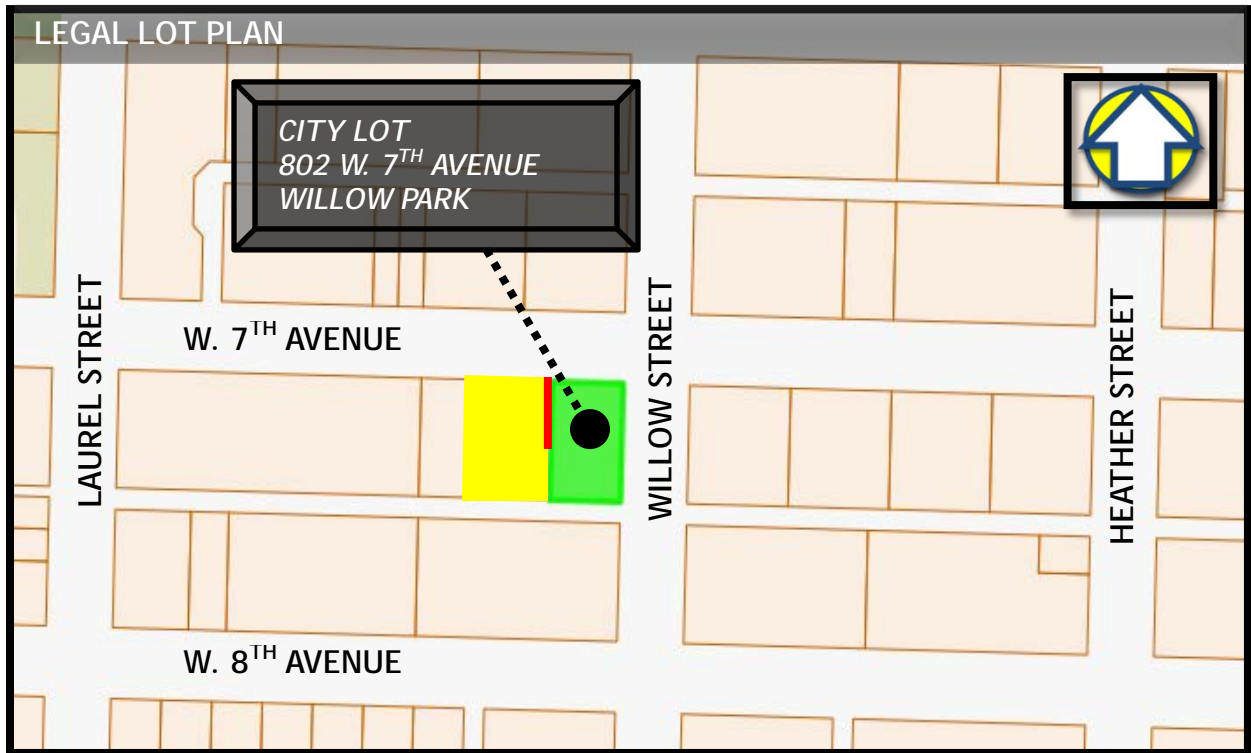 LEGAL LOT PLAN
CITY LOT
802 W. 7TH AVENUE
WILLOW PARK
LAUREL STREET
W. 7TH AVENUE
WILLOW STREET
HEATHER STREET
W. 8TH AVENUE